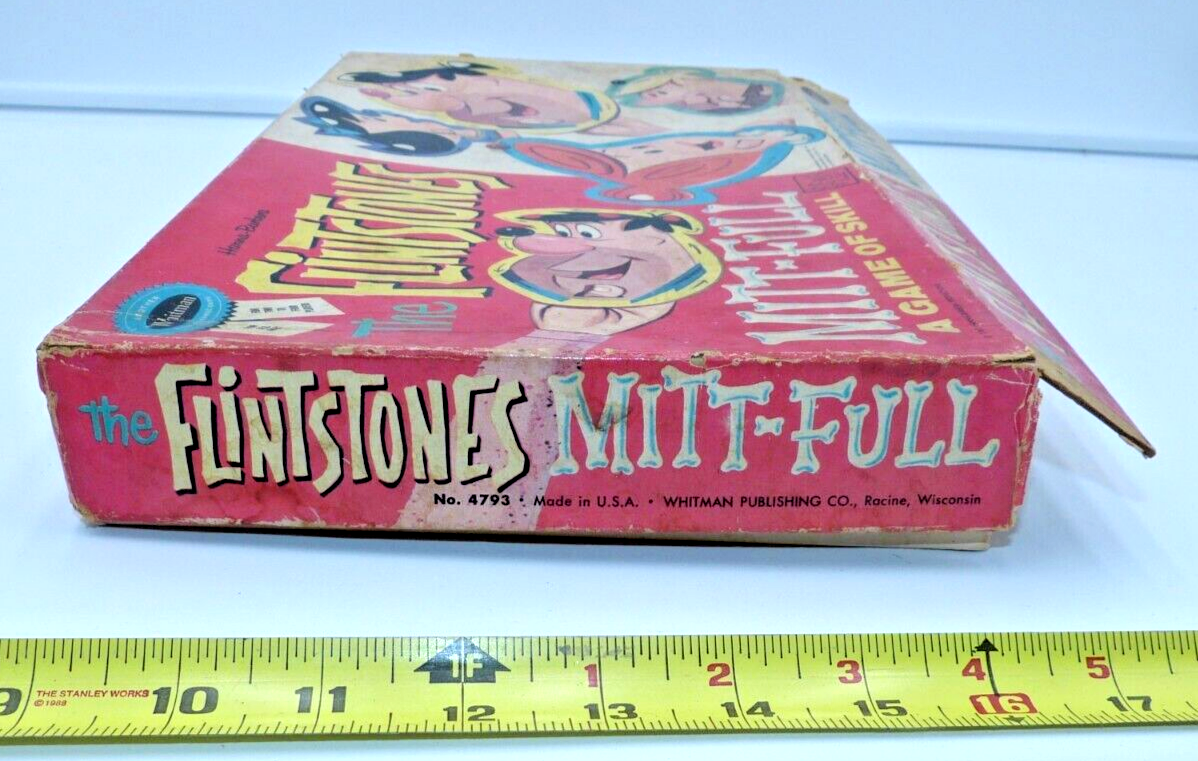 Hanna-Barbera
The FLINTSTONES
MITT-FULL
A GAME OF SKILL
Whitman
the FLINTSTONES MITT-FULL
No. 4793 • Made in U.S.A. • WHITMAN PUBLISHING CO., Racine, Wisconsin
1F 1 2 3 4 5
THE STANLEY WORKS
©1988
9 10 11 12 13 14 15 16 17